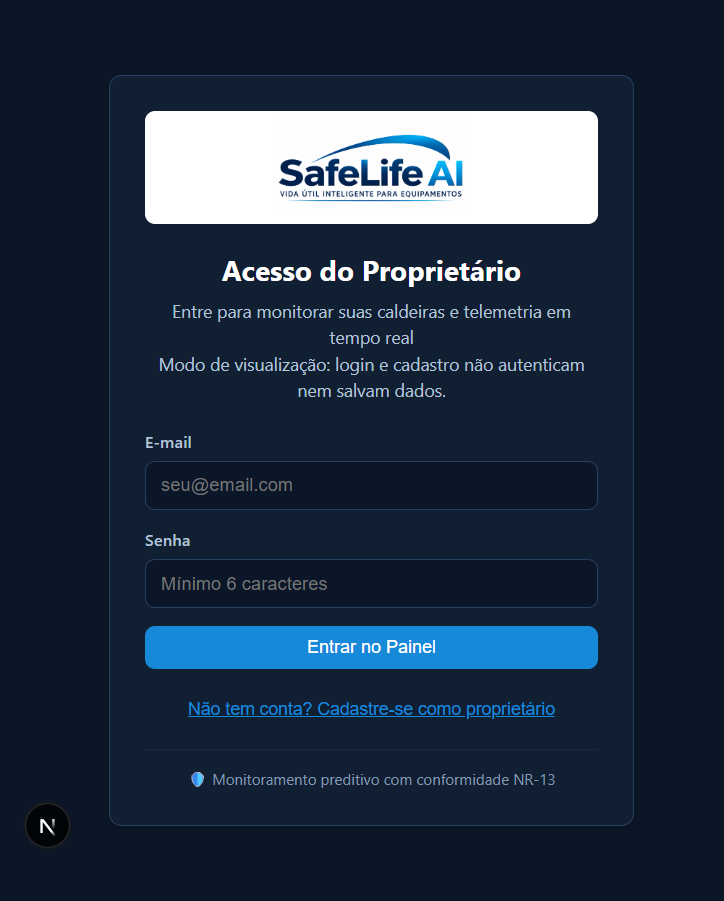 SafeLife AI
VIDA ÚTIL INTELIGENTE PARA EQUIPAMENTOS
Acesso do Proprietário
Entre para monitorar suas caldeiras e telemetria em
tempo real
Modo de visualização: login e cadastro não autenticam
nem salvam dados.
E-mail
seu@email.com
Senha
Mínimo 6 caracteres
Entrar no Painel
Não tem conta? Cadastre-se como proprietário
Monitoramento preditivo com conformidade NR-13
N